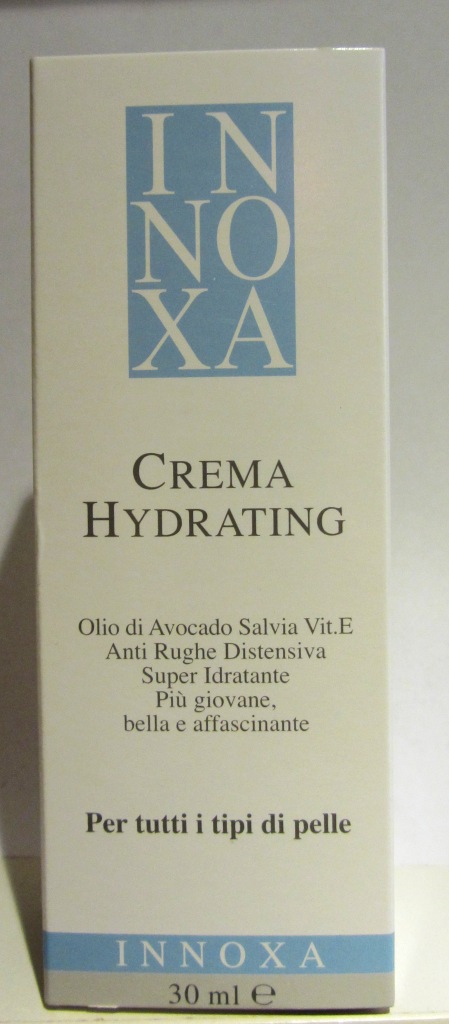 IN
NO
XA
CREMA
HYDRATING
Olio di Avocado Salvia Vit.E
Anti Rughe Distensiva
Super Idratante
Più giovane,
bella e affascinante
Per tutti i tipi di pelle
INNOXA
30 ml ℮